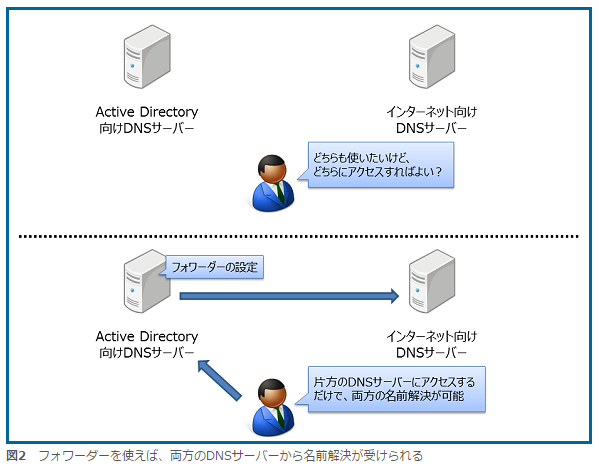 Active Directory
向けDNSサーバー
インターネット向け
DNSサーバー
どちらも使いたいけど、
どちらにアクセスすればよい？
フォワーダーの設定
Active Directory
向けDNSサーバー
インターネット向け
DNSサーバー
片方のDNSサーバーにアクセスする
だけで、両方の名前解決が可能
図2　フォワーダーを使えば、両方のDNSサーバーから名前解決が受けられる